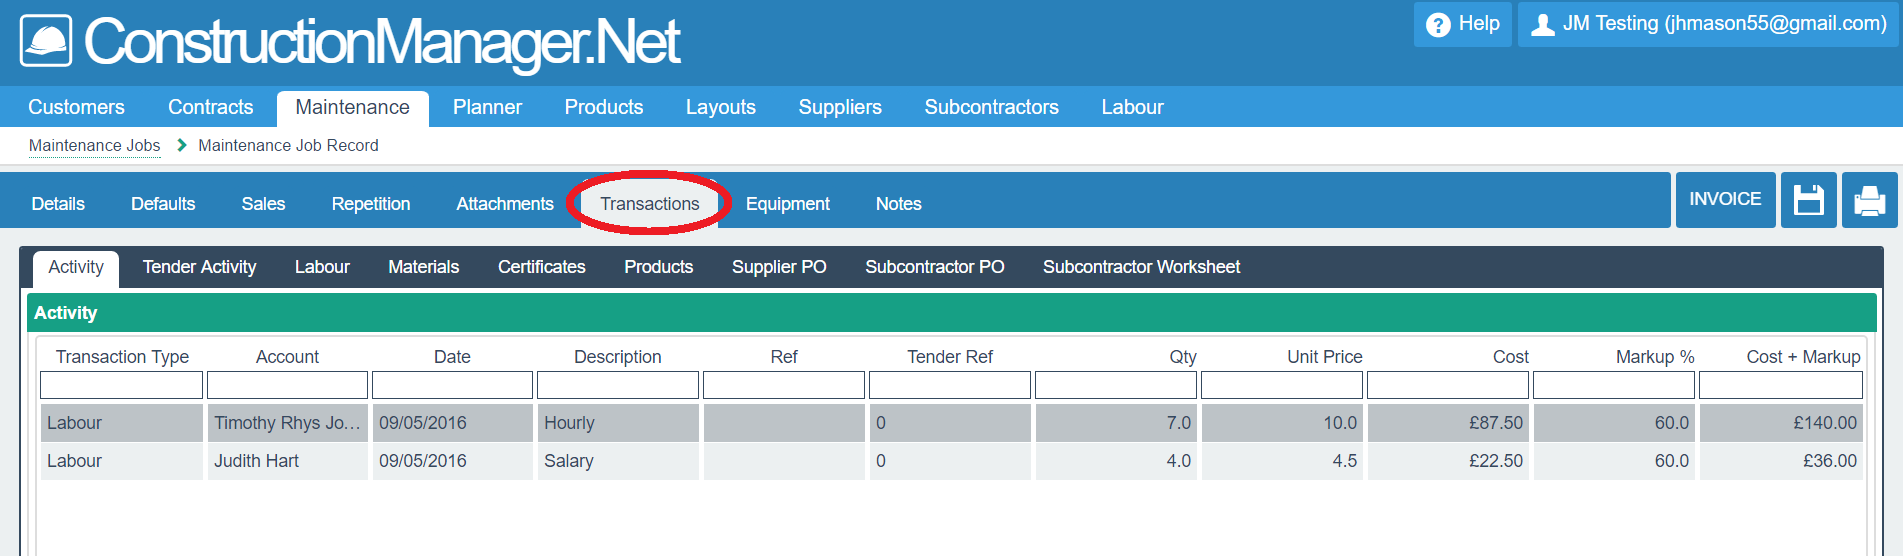 ConstructionManager.Net
? Help
JM Testing (jhmason55@gmail.com)
Customers Contracts Maintenance Planner Products Layouts Suppliers Subcontractors Labour
Maintenance Jobs Maintenance Job Record
Details Defaults Sales Repetition Attachments Transactions Equipment Notes INVOICE
Activity Tender Activity Labour Materials Certificates Products Supplier PO Subcontractor PO Subcontractor Worksheet
Activity
Transaction Type Account Date Description Ref Tender Ref Qty Unit Price Cost Markup % Cost + Markup
Labour Timothy Rhys Jo... 09/05/2016 Hourly 0 7.0 10.0 £87.50 60.0 £140.00
Labour Judith Hart 09/05/2016 Salary 0 4.0 4.5 £22.50 60.0 £36.00